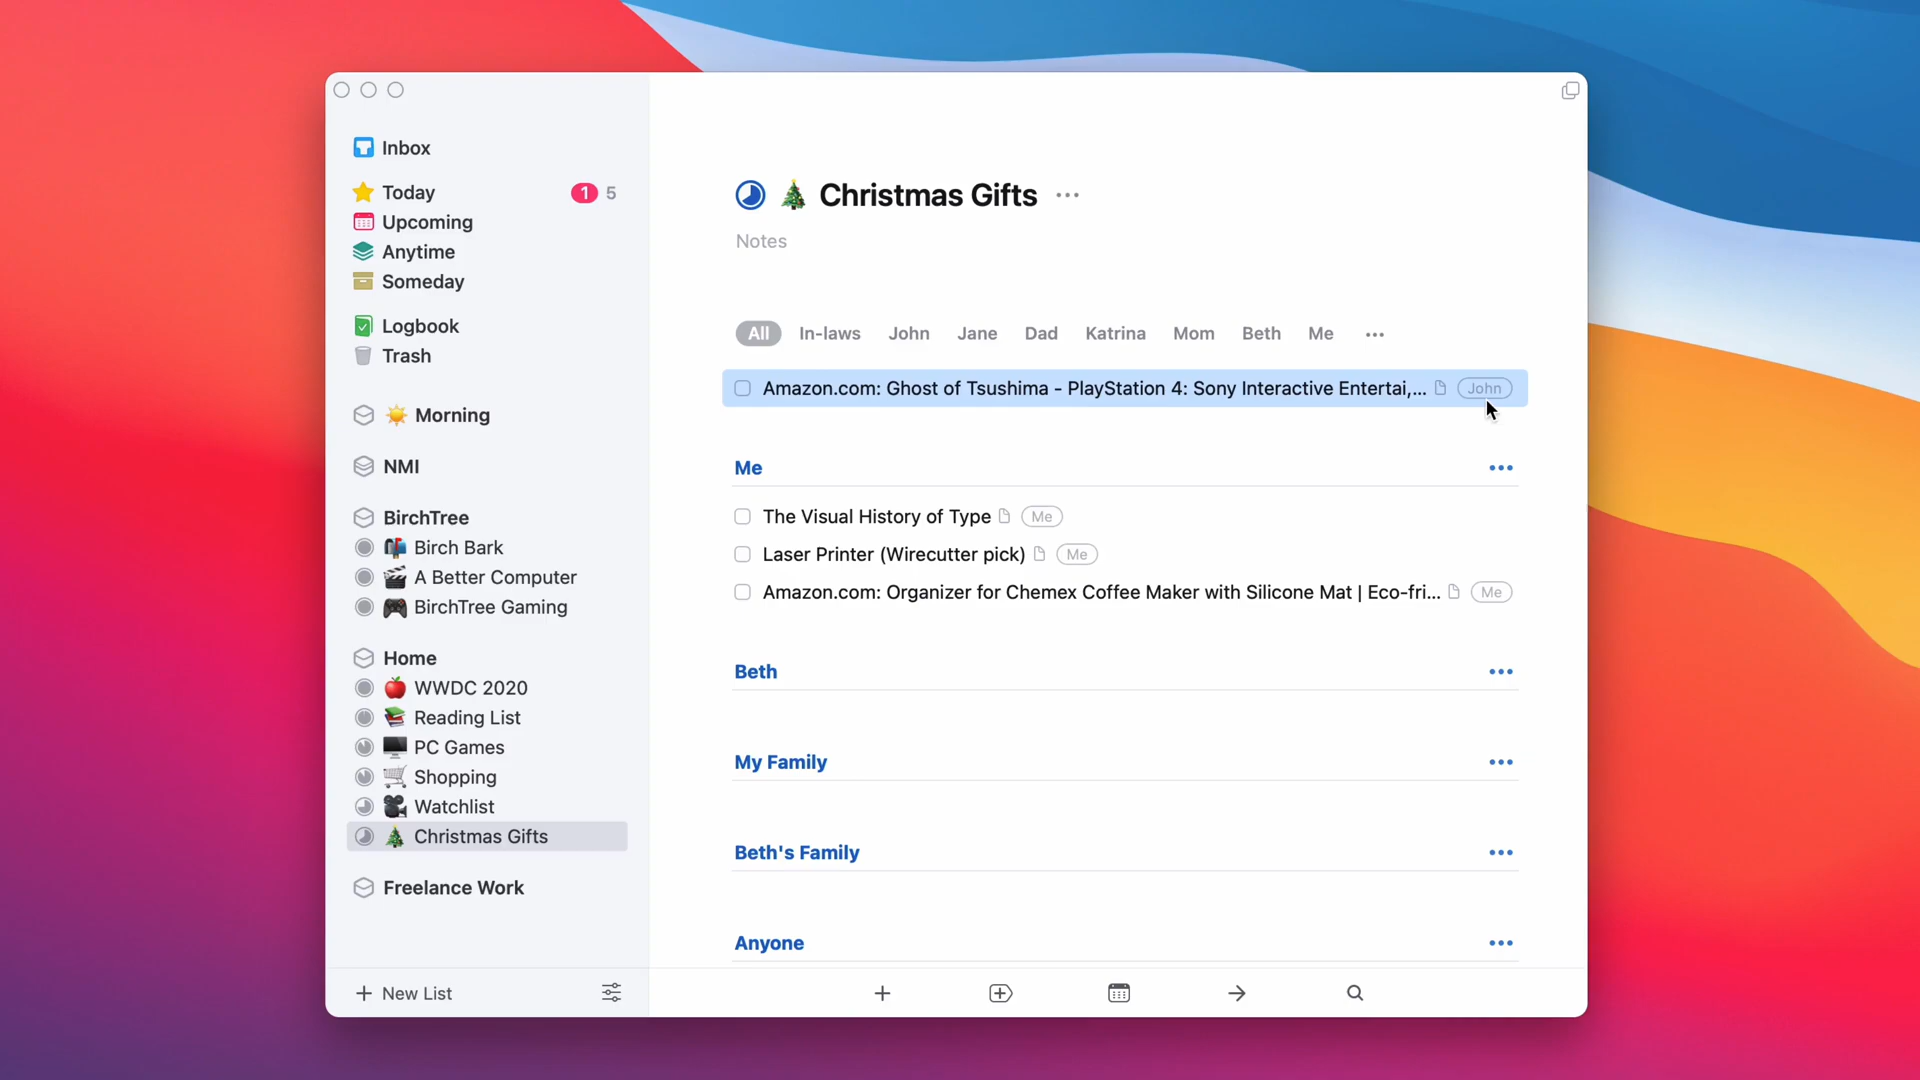 Inbox
Today 1 5
Upcoming
Anytime
Someday
Logbook
Trash
Morning
NMI
BirchTree
Birch Bark
A Better Computer
BirchTree Gaming
Home
WWDC 2020
Reading List
PC Games
Shopping
Watchlist
Christmas Gifts
Freelance Work
New List
Christmas Gifts
Notes
All In-laws John Jane Dad Katrina Mom Beth Me
Amazon.com: Ghost of Tsushima - PlayStation 4: Sony Interactive Entertai,... John
Me
The Visual History of Type Me
Laser Printer (Wirecutter pick) Me
Amazon.com: Organizer for Chemex Coffee Maker with Silicone Mat | Eco-fri... Me
Beth
My Family
Beth's Family
Anyone